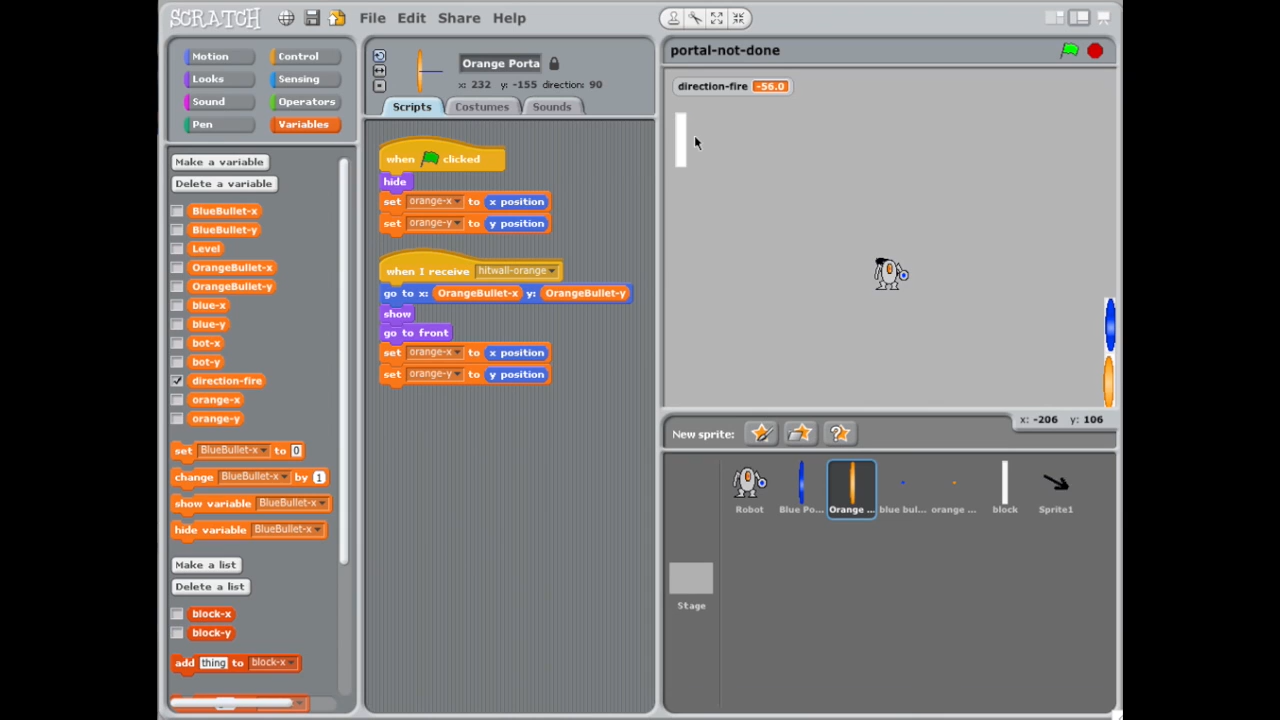 SCRATCH File Edit Share Help
Motion Control
Looks Sensing
Sound Operators
Pen Variables
Make a variable
Delete a variable
BlueBullet-x
BlueBullet-y
Level
OrangeBullet-x
OrangeBullet-y
blue-x
blue-y
bot-x
bot-y
direction-fire
orange-x
orange-y
set BlueBullet-x to 0
change BlueBullet-x by 1
show variable BlueBullet-x
hide variable BlueBullet-x
Make a list
Delete a list
block-x
block-y
add thing to block-x
Orange Porta
x: 232 y: -155 direction: 90
Scripts Costumes Sounds
when clicked
hide
set orange-x to x position
set orange-y to y position
when I receive hitwall-orange
go to x: OrangeBullet-x y: OrangeBullet-y
show
go to front
set orange-x to x position
set orange-y to y position
portal-not-done
direction-fire -56.0
x: -206 y: 106
New sprite:
Robot Blue Po... Orange ... blue bul... orange ... block Sprite1
Stage